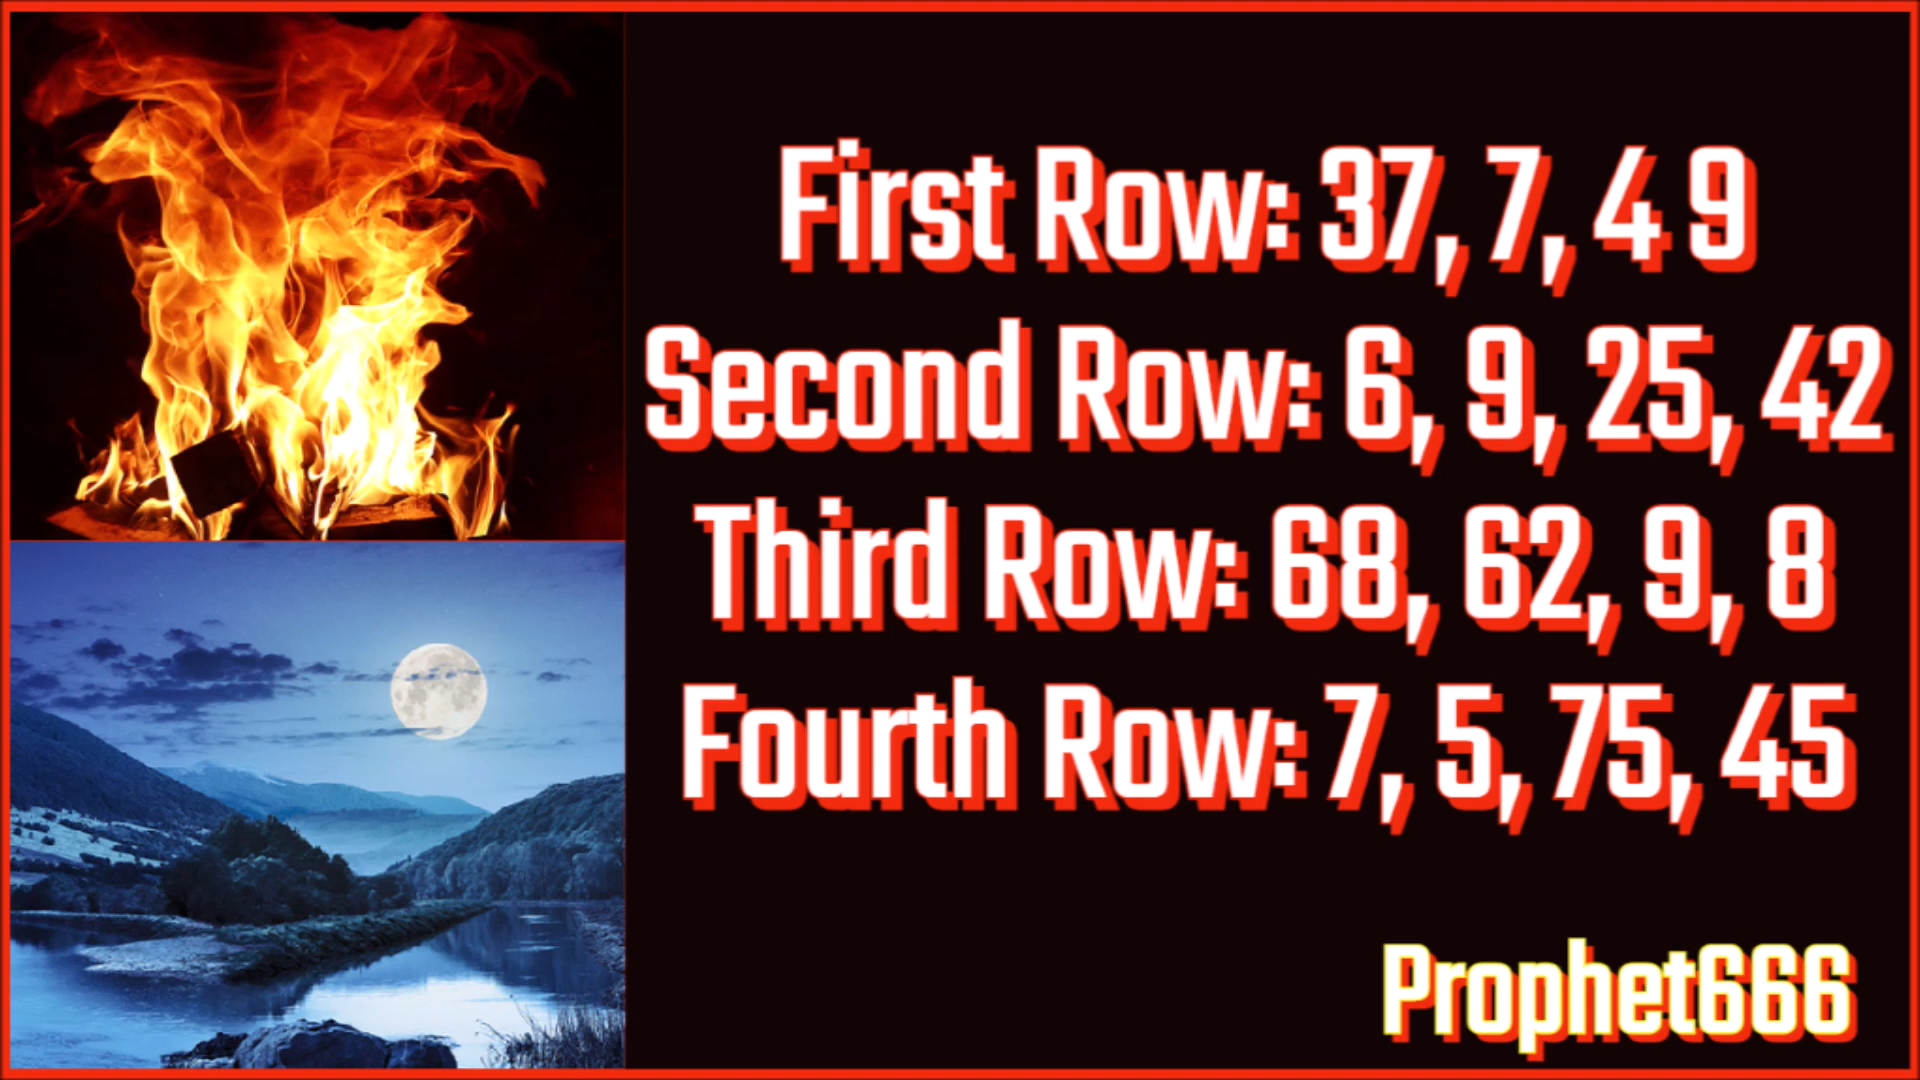 First Row: 37, 7, 4 9
Second Row: 6, 9, 25, 42
Third Row: 68, 62, 9, 8
Fourth Row: 7, 5, 75, 45
Prophet666